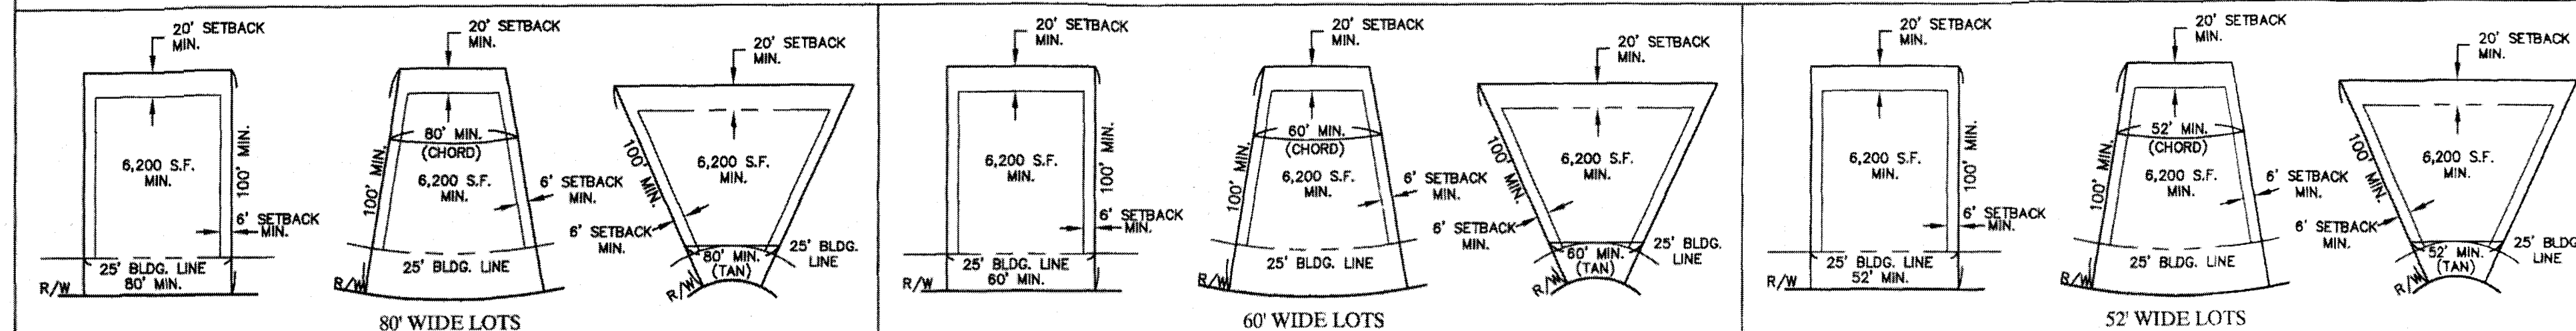 20' SETBACK
MIN.
6,200 S.F.
MIN.
100' MIN.
6' SETBACK
MIN.
25' BLDG. LINE
80' MIN.
R/W
20' SETBACK
MIN.
80' MIN.
(CHORD)
100' MIN.
6,200 S.F.
MIN.
6' SETBACK
MIN.
25' BLDG. LINE
R/W
20' SETBACK
MIN.
100' MIN.
6,200 S.F.
MIN.
6' SETBACK
MIN.
80' MIN.
(TAN)
25' BLDG.
LINE
R/W
80' WIDE LOTS
20' SETBACK
MIN.
6,200 S.F.
MIN.
100' MIN.
6' SETBACK
MIN.
25' BLDG. LINE
60' MIN.
R/W
20' SETBACK
MIN.
60' MIN.
(CHORD)
100' MIN.
6,200 S.F.
MIN.
6' SETBACK
MIN.
25' BLDG. LINE
R/W
20' SETBACK
MIN.
100' MIN.
6,200 S.F.
MIN.
6' SETBACK
MIN.
60' MIN.
(TAN)
25' BLDG.
LINE
R/W
60' WIDE LOTS
20' SETBACK
MIN.
6,200 S.F.
MIN.
100' MIN.
6' SETBACK
MIN.
25' BLDG. LINE
52' MIN.
R/W
20' SETBACK
MIN.
52' MIN.
(CHORD)
100' MIN.
6,200 S.F.
MIN.
6' SETBACK
MIN.
25' BLDG. LINE
R/W
20' SETBACK
MIN.
100' MIN.
6,200 S.F.
MIN.
6' SETBACK
MIN.
52' MIN.
(TAN)
25' BLDG.
LINE
R/W
52' WIDE LOTS